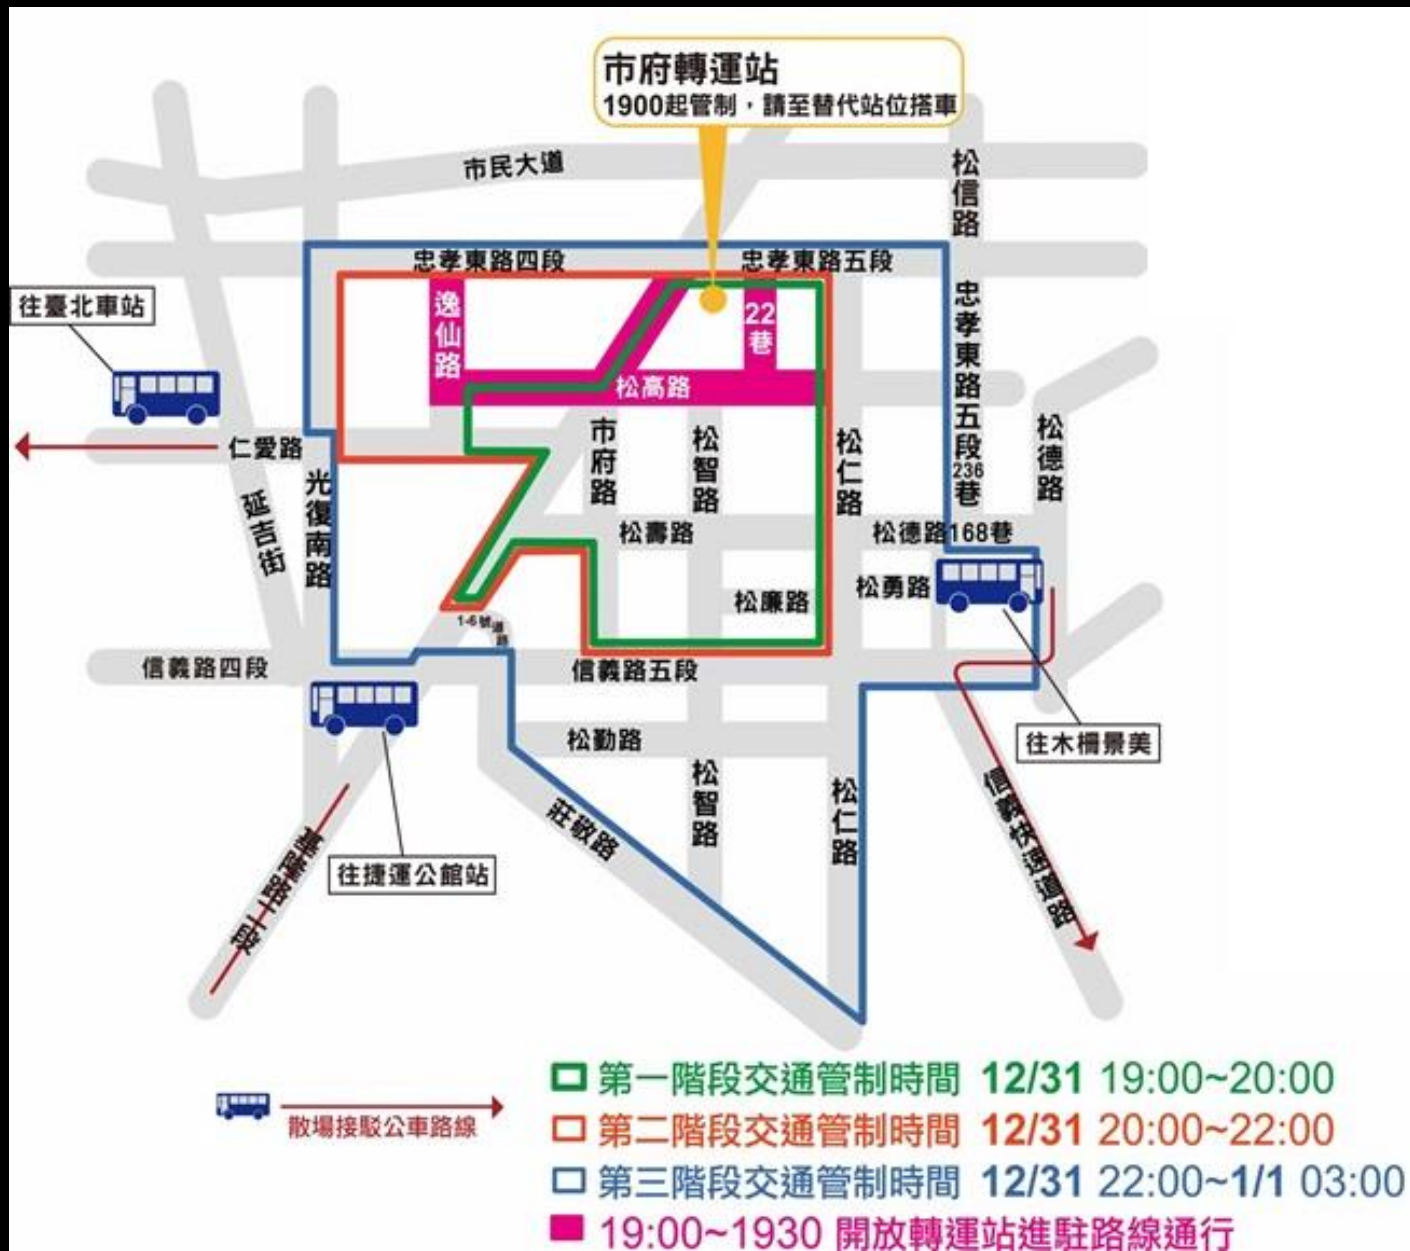 市府轉運站
1900起管制，請至替代站位搭車
市民大道
松信路
忠孝東路四段
忠孝東路五段
往臺北車站
逸仙路
22巷
忠孝東路五段236巷
松高路
仁愛路
市府路
松智路
松仁路
松德路
光復南路
延吉街
松壽路
松德路168巷
松廉路
松勇路
1-6號道路
信義路四段
信義路五段
松勤路
往木柵景美
松智路
松仁路
信義快速道路
莊敬路
基隆路二段
往捷運公館站
第一階段交通管制時間 12/31 19:00~20:00
第二階段交通管制時間 12/31 20:00~22:00
第三階段交通管制時間 12/31 22:00~1/1 03:00
19:00~1930 開放轉運站進駐路線通行
散場接駁公車路線